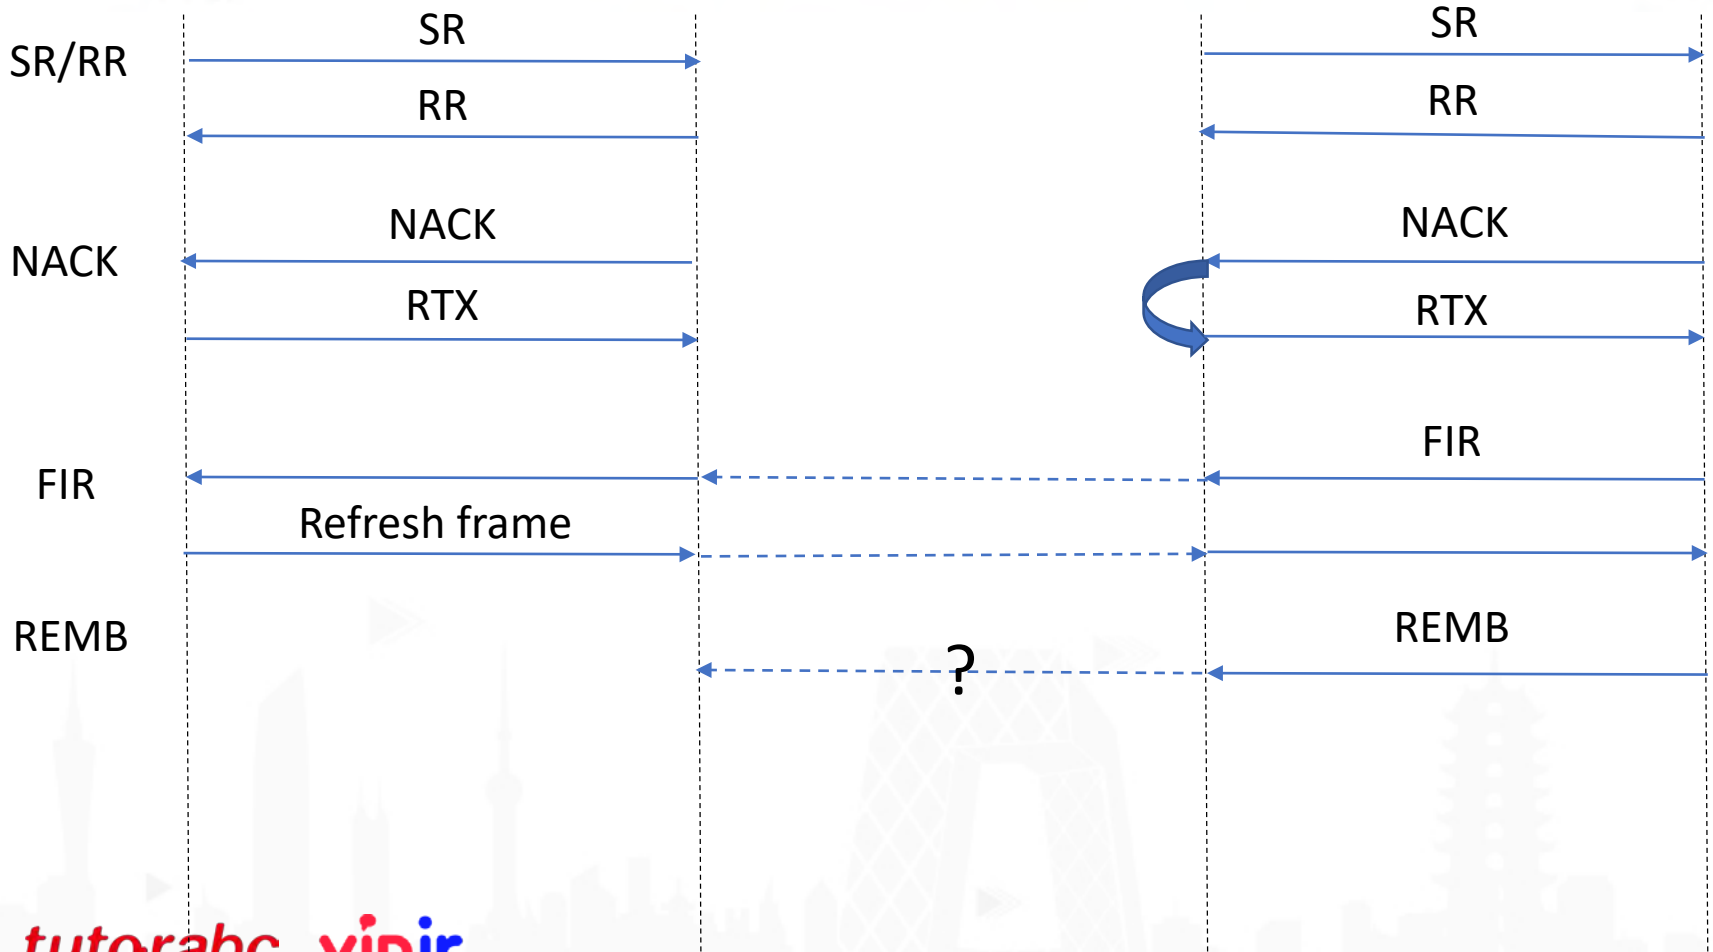 SR
SR
SR/RR
RR
RR
NACK
NACK
NACK
RTX
RTX
FIR
FIR
Refresh frame
REMB
REMB
?
tutorabc